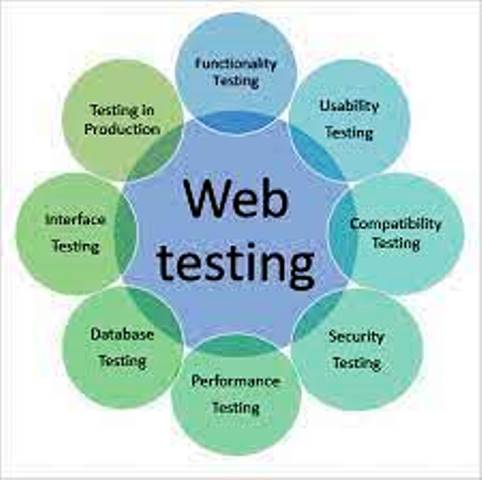 Functionality
Testing
Usability
Testing
Compatibility
Testing
Security
Testing
Performance
Testing
Database
Testing
Interface
Testing
Testing in
Production
Web
testing